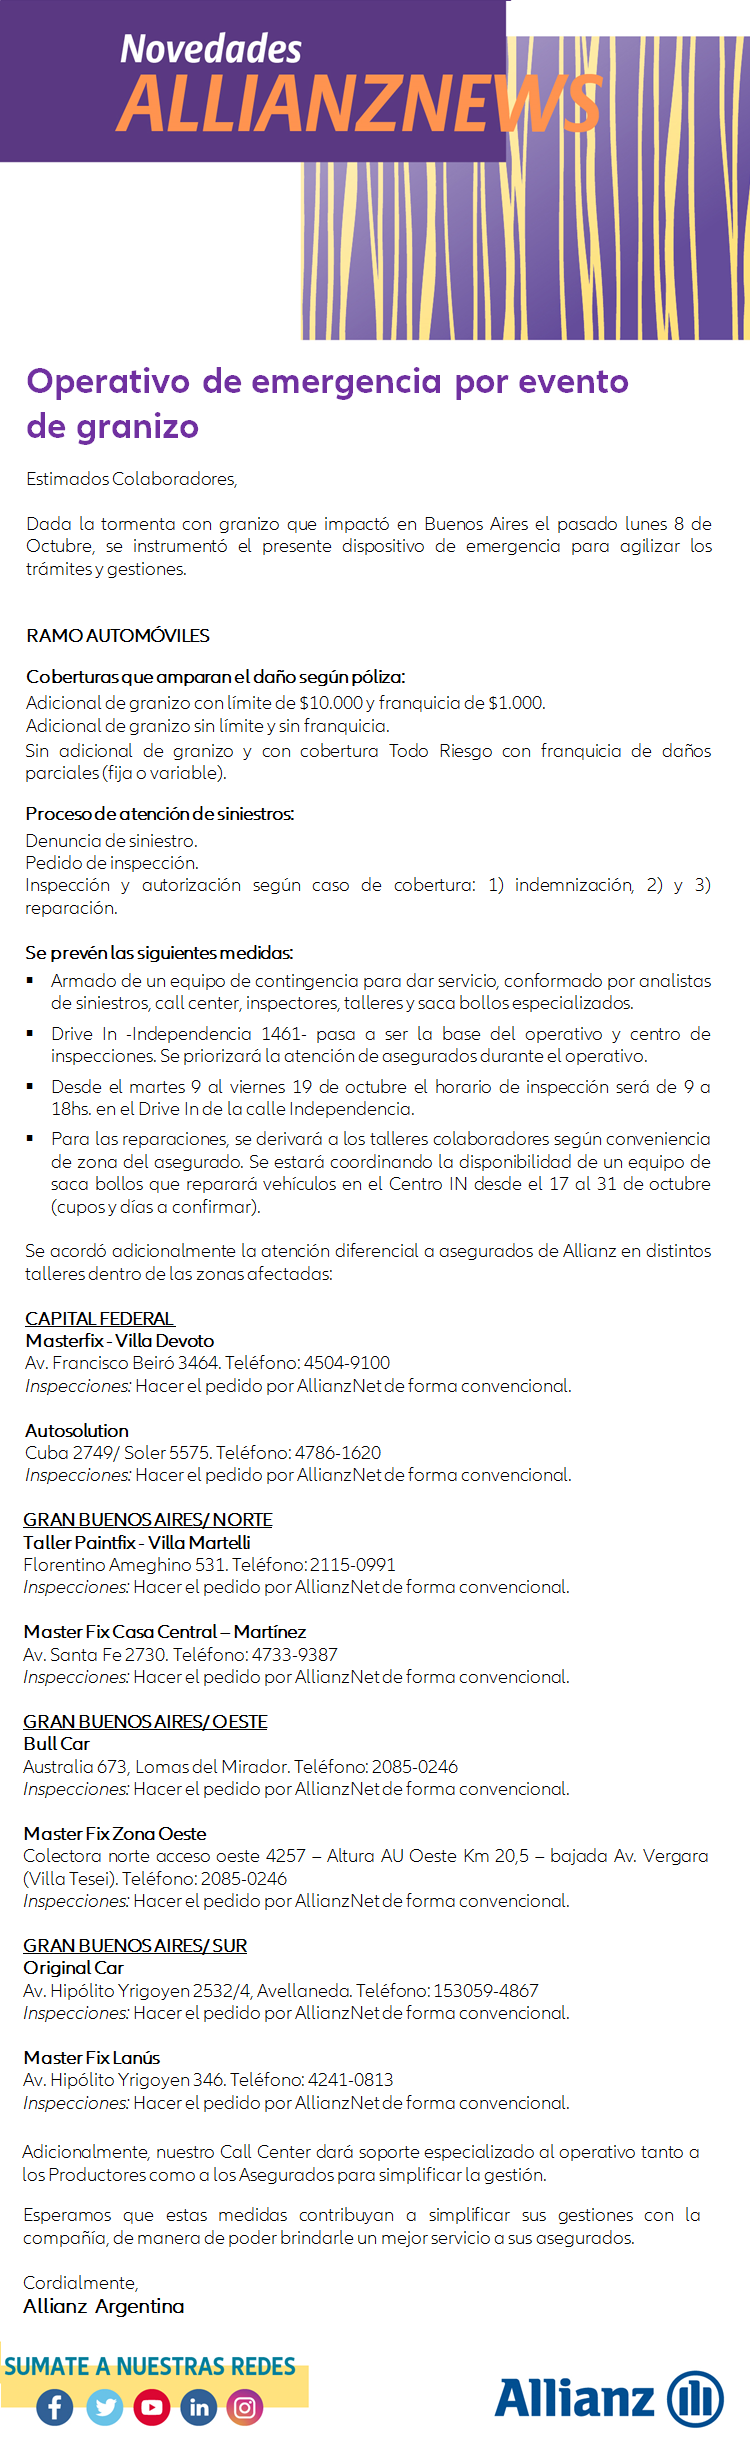 Novedades
ALLIANZNEWS
Operativo de emergencia por evento
de granizo
Estimados Colaboradores,
Dada la tormenta con granizo que impactó en Buenos Aires el pasado lunes 8 de
Octubre, se instrumentó el presente dispositivo de emergencia para agilizar los
trámites y gestiones.
RAMO AUTOMÓVILES
Coberturas que amparan el daño según póliza:
Adicional de granizo con límite de $10.000 y franquicia de $1.000.
Adicional de granizo sin límite y sin franquicia.
Sin adicional de granizo y con cobertura Todo Riesgo con franquicia de daños
parciales (fija o variable).
Proceso de atención de siniestros:
Denuncia de siniestro.
Pedido de inspección.
Inspección y autorización según caso de cobertura: 1) indemnización, 2) y 3)
reparación.
Se prevén las siguientes medidas:
▪ Armado de un equipo de contingencia para dar servicio, conformado por analistas
de siniestros, call center, inspectores, talleres y saca bollos especializados.
▪ Drive In -Independencia 1461- pasa a ser la base del operativo y centro de
inspecciones. Se priorizará la atención de asegurados durante el operativo.
▪ Desde el martes 9 al viernes 19 de octubre el horario de inspección será de 9 a
18hs. en el Drive In de la calle Independencia.
▪ Para las reparaciones, se derivará a los talleres colaboradores según conveniencia
de zona del asegurado. Se estará coordinando la disponibilidad de un equipo de
saca bollos que reparará vehículos en el Centro IN desde el 17 al 31 de octubre
(cupos y días a confirmar).
Se acordó adicionalmente la atención diferencial a asegurados de Allianz en distintos
talleres dentro de las zonas afectadas:
CAPITAL FEDERAL
Masterfix - Villa Devoto
Av. Francisco Beiró 3464. Teléfono: 4504-9100
Inspecciones: Hacer el pedido por AllianzNet de forma convencional.
Autosolution
Cuba 2749/ Soler 5575. Teléfono: 4786-1620
Inspecciones: Hacer el pedido por AllianzNet de forma convencional.
GRAN BUENOS AIRES/ NORTE
Taller Paintfix - Villa Martelli
Florentino Ameghino 531. Teléfono: 2115-0991
Inspecciones: Hacer el pedido por AllianzNet de forma convencional.
Master Fix Casa Central – Martínez
Av. Santa Fe 2730. Teléfono: 4733-9387
Inspecciones: Hacer el pedido por AllianzNet de forma convencional.
GRAN BUENOS AIRES/ OESTE
Bull Car
Australia 673, Lomas del Mirador. Teléfono: 2085-0246
Inspecciones: Hacer el pedido por AllianzNet de forma convencional.
Master Fix Zona Oeste
Colectora norte acceso oeste 4257 – Altura AU Oeste Km 20,5 – bajada Av. Vergara
(Villa Tesei). Teléfono: 2085-0246
Inspecciones: Hacer el pedido por AllianzNet de forma convencional.
GRAN BUENOS AIRES/ SUR
Original Car
Av. Hipólito Yrigoyen 2532/4, Avellaneda. Teléfono: 153059-4867
Inspecciones: Hacer el pedido por AllianzNet de forma convencional.
Master Fix Lanús
Av. Hipólito Yrigoyen 346. Teléfono: 4241-0813
Inspecciones: Hacer el pedido por AllianzNet de forma convencional.
Adicionalmente, nuestro Call Center dará soporte especializado al operativo tanto a
los Productores como a los Asegurados para simplificar la gestión.
Esperamos que estas medidas contribuyan a simplificar sus gestiones con la
compañía, de manera de poder brindarle un mejor servicio a sus asegurados.
Cordialmente,
Allianz Argentina
SUMATE A NUESTRAS REDES
Allianz